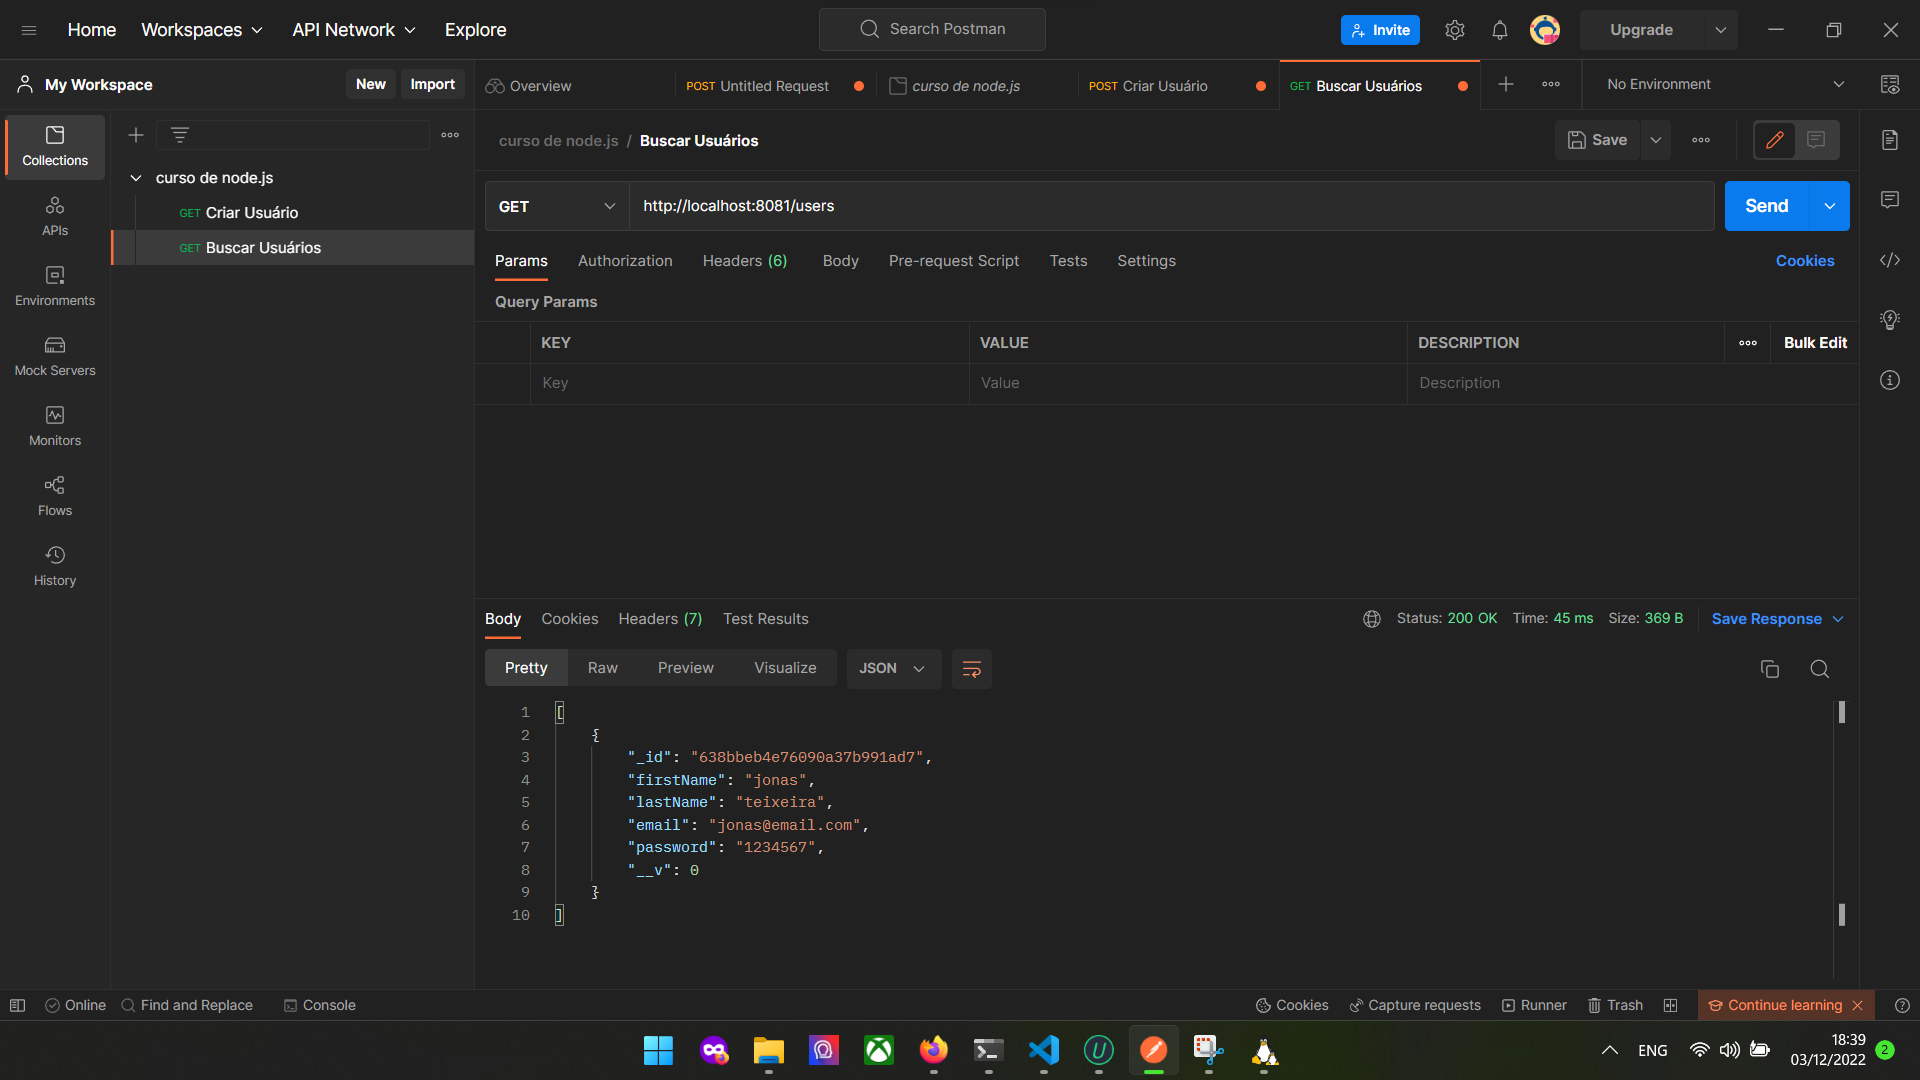 Home Workspaces API Network Explore Search Postman Invite Upgrade
My Workspace New Import Overview POST Untitled Request curso de node.js POST Criar Usuário GET Buscar Usuários No Environment
Collections
APIs
Environments
Mock Servers
Monitors
Flows
History
curso de node.js
GET Criar Usuário
GET Buscar Usuários
curso de node.js / Buscar Usuários Save
GET http://localhost:8081/users Send
Params Authorization Headers (6) Body Pre-request Script Tests Settings Cookies
Query Params
KEY VALUE DESCRIPTION Bulk Edit
Key Value Description
Body Cookies Headers (7) Test Results Status: 200 OK Time: 45 ms Size: 369 B Save Response
Pretty Raw Preview Visualize JSON
1 [
2 {
3 "_id": "638bbeb4e76090a37b991ad7",
4 "firstName": "jonas",
5 "lastName": "teixeira",
6 "email": "jonas@email.com",
7 "password": "1234567",
8 "__v": 0
9 }
10 ]
Online Find and Replace Console Cookies Capture requests Runner Trash Continue learning
ENG 18:39 2
03/12/2022